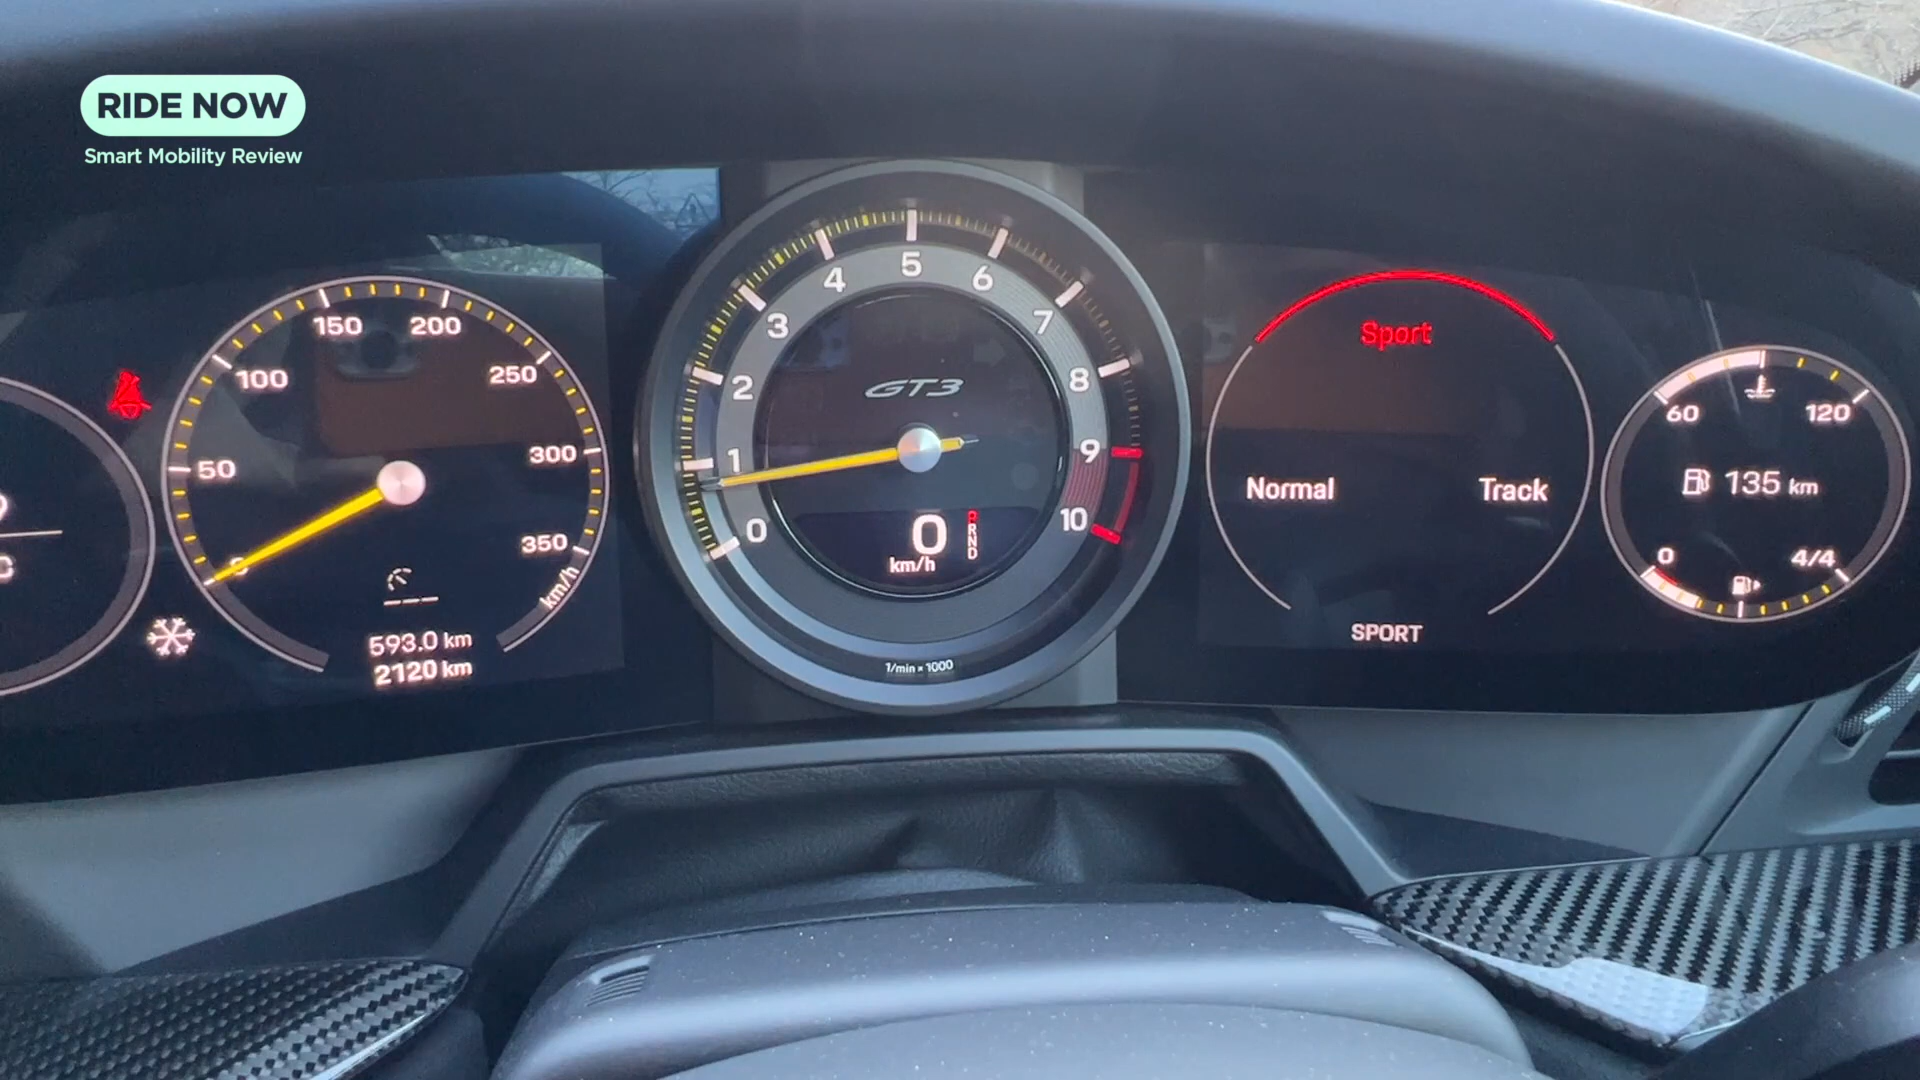 RIDE NOW
Smart Mobility Review
50
100
150
200
250
300
350
km/h
593.0 km
2120 km
0
1
2
3
4
5
6
7
8
9
10
GT3
0
km/h
P
R
N
D
1/min × 1000
Sport
Normal
Track
SPORT
60
120
135 km
0
4/4